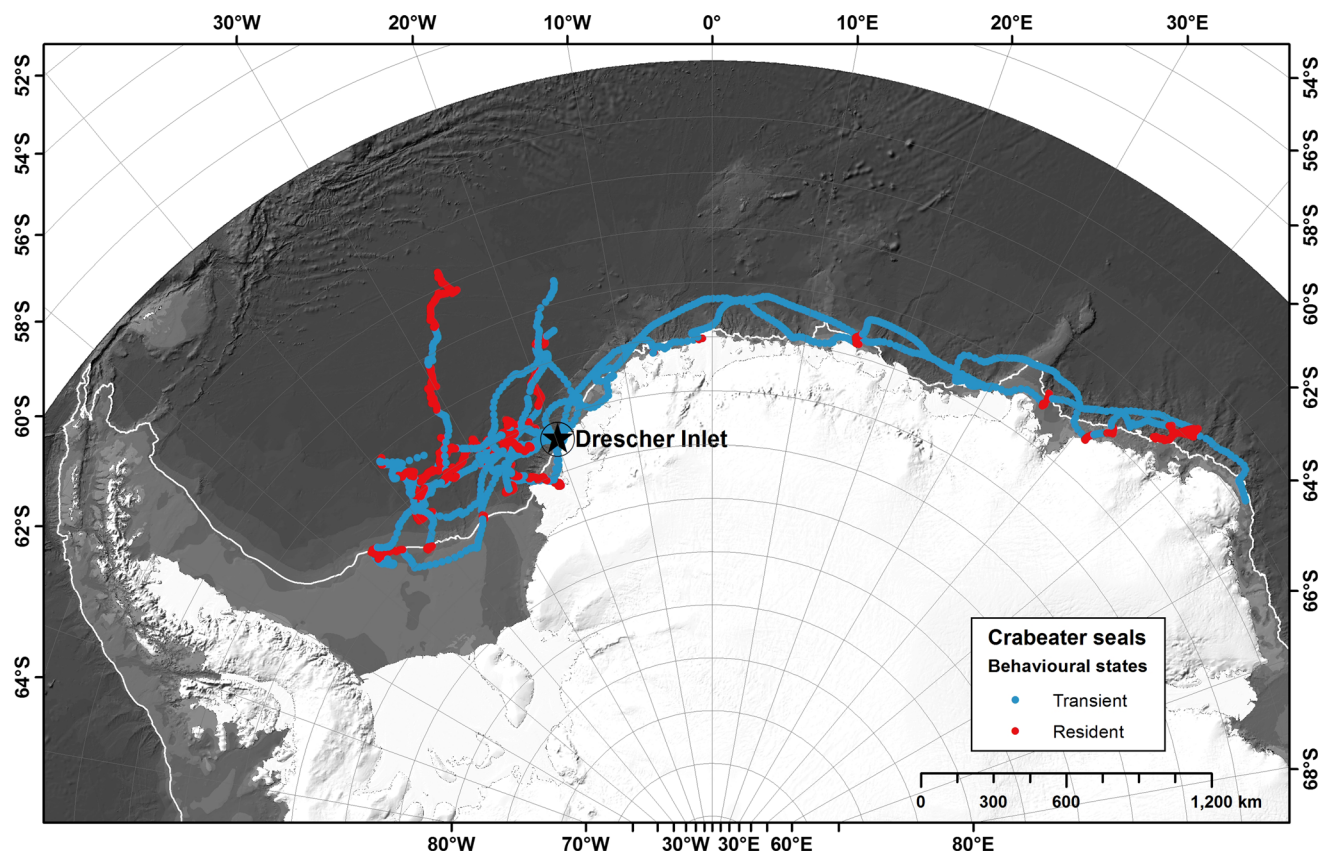 30°W 20°W 10°W 0° 10°E 20°E 30°E
52°S
54°S
56°S
58°S
60°S
62°S
64°S
54°S
56°S
58°S
60°S
62°S
64°S
66°S
68°S
Drescher Inlet
Crabeater seals
Behavioural states
Transient
Resident
0 300 600 1,200 km
80°W 70°W 30°W 30°E 60°E 80°E